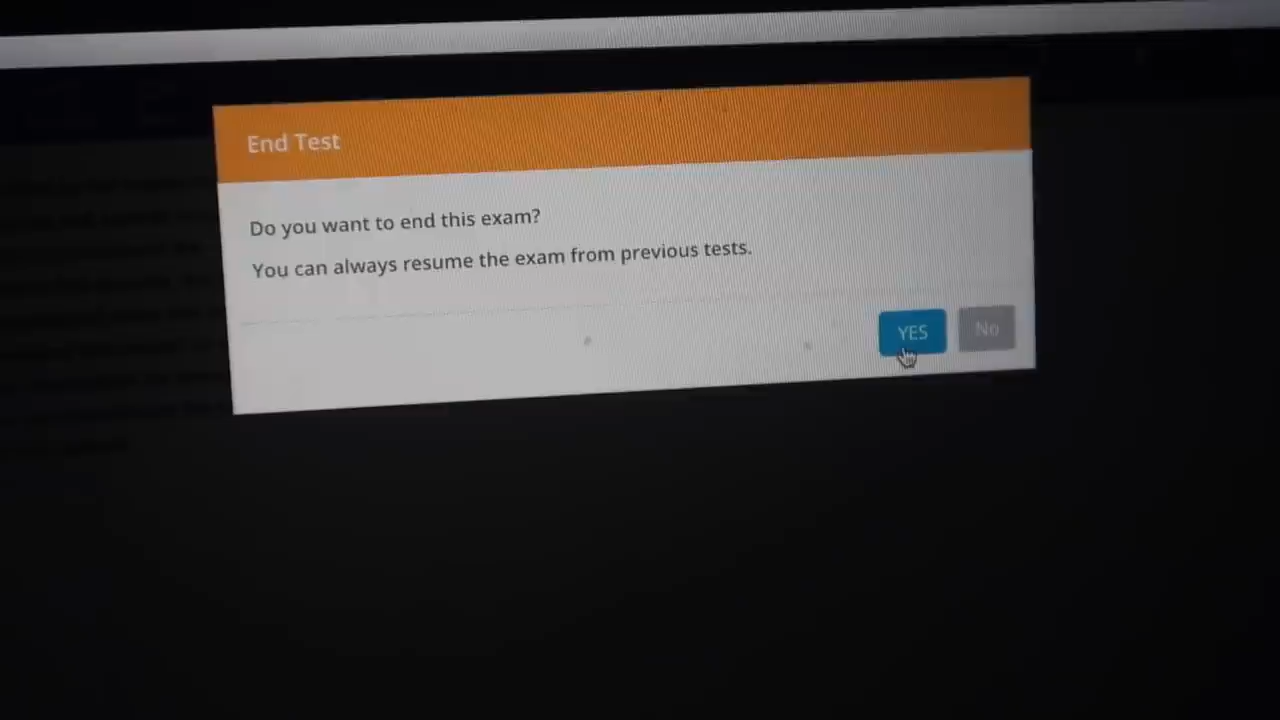 End Test
Do you want to end this exam?
You can always resume the exam from previous tests.
YES No